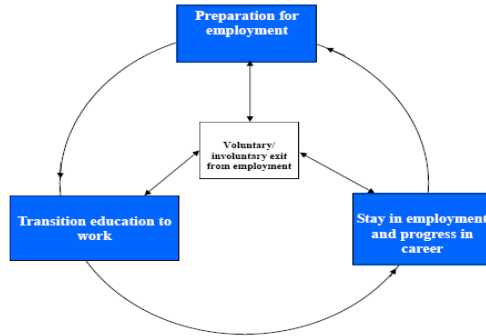 Preparation for
employment
Voluntary/
involuntary exit
from employment
Transition education to
work
Stay in employment
and progress in
career